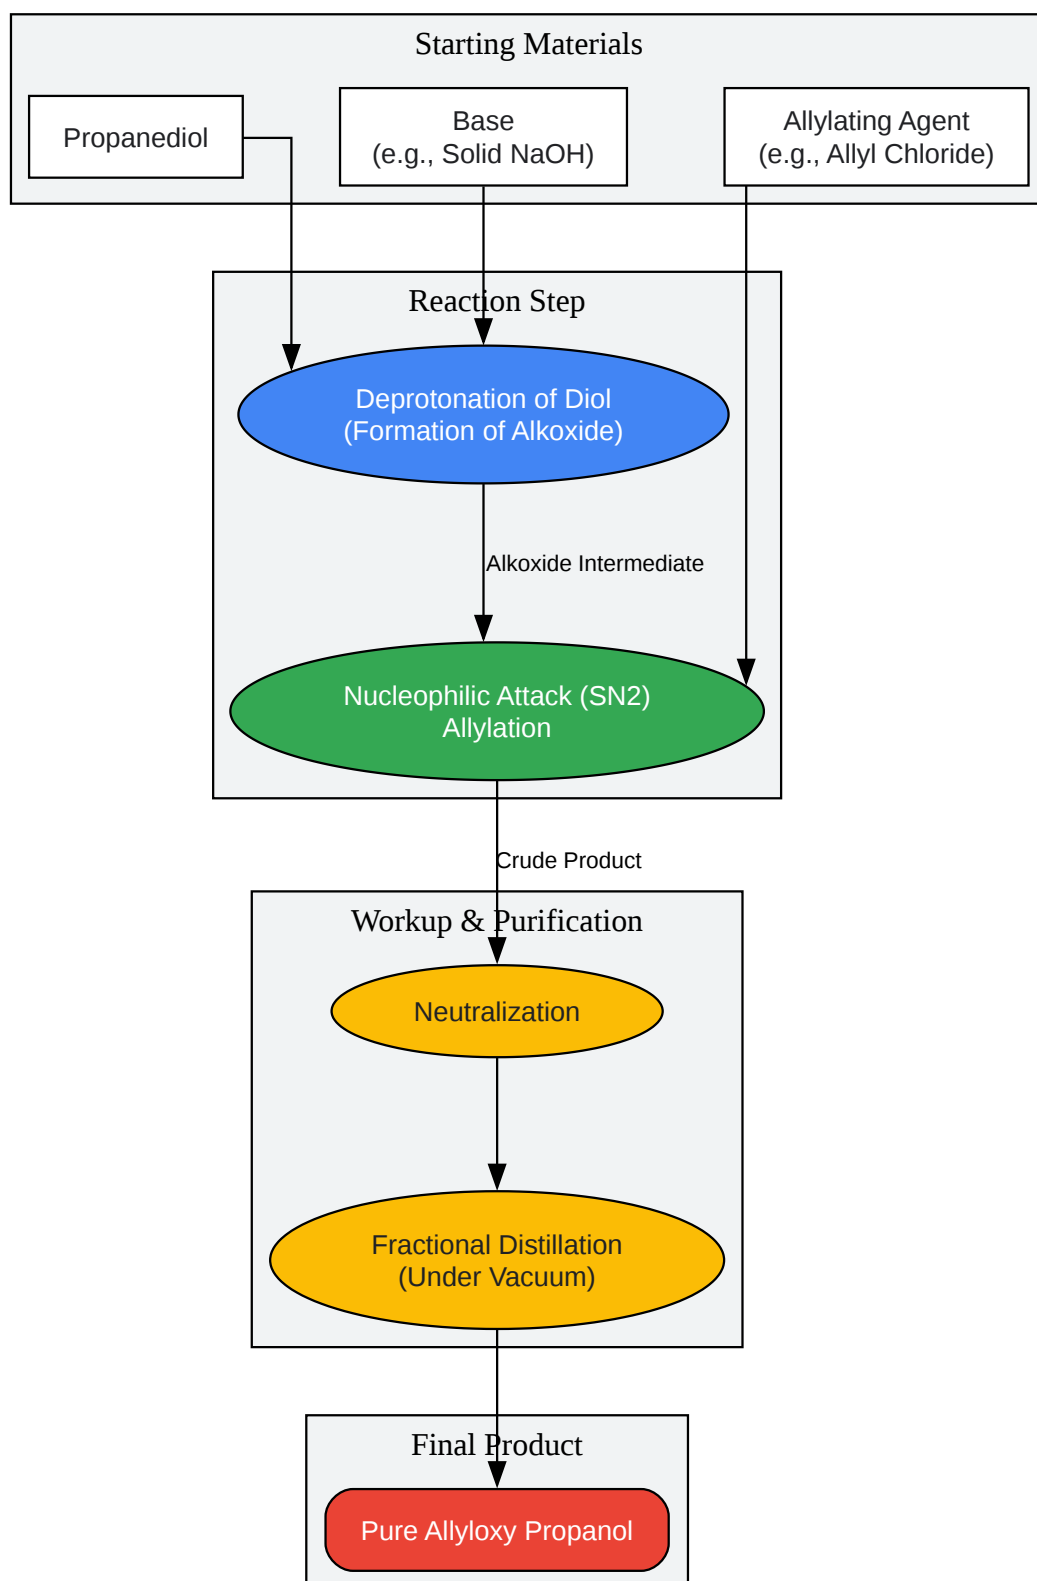 Starting Materials
Propanediol
Base
(e.g., Solid NaOH)
Allylating Agent
(e.g., Allyl Chloride)
Reaction Step
Deprotonation of Diol
(Formation of Alkoxide)
Alkoxide Intermediate
Nucleophilic Attack (SN2)
Allylation
Crude Product
Workup & Purification
Neutralization
Fractional Distillation
(Under Vacuum)
Final Product
Pure Allyloxy Propanol